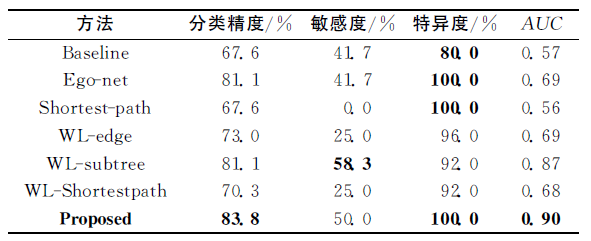 方法 分类精度/% 敏感度/% 特异度/% AUC
Baseline 67.6 41.7 80.0 0.57
Ego-net 81.1 41.7 100.0 0.69
Shortest-path 67.6 0.0 100.0 0.56
WL-edge 73.0 25.0 96.0 0.69
WL-subtree 81.1 58.3 92.0 0.87
WL-Shortestpath 70.3 25.0 92.0 0.68
Proposed 83.8 50.0 100.0 0.90